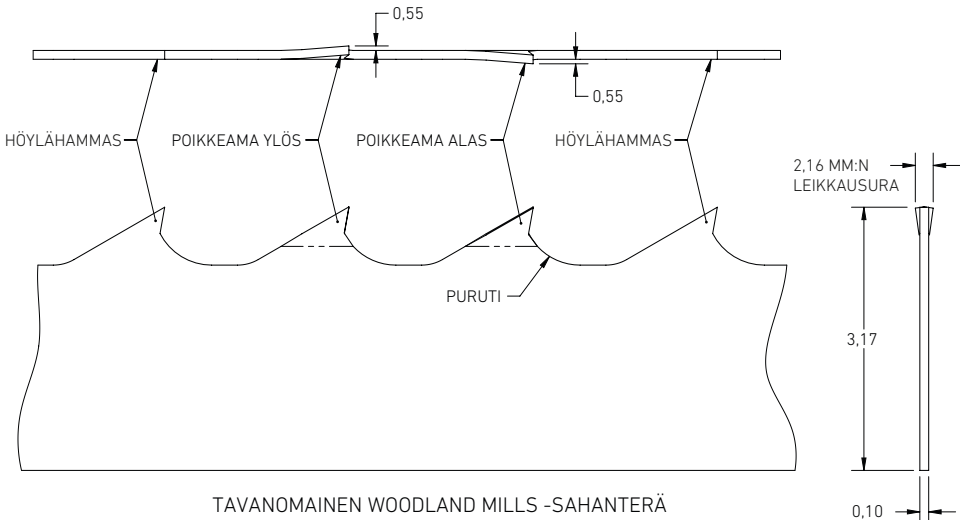 0,55
0,55
HÖYLÄHAMMAS
POIKKEAMA YLÖS
POIKKEAMA ALAS
HÖYLÄHAMMAS
2,16 MM:N
LEIKKAUSURA
PURUTI
3,17
TAVANOMAINEN WOODLAND MILLS -SAHANTERÄ
0,10